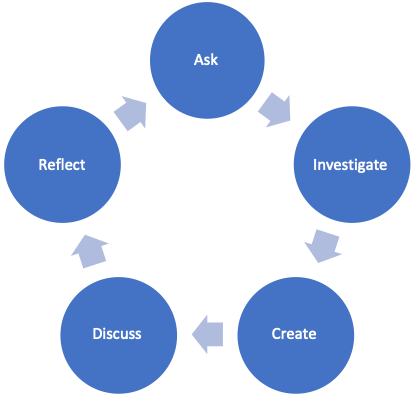 Ask
Investigate
Create
Discuss
Reflect